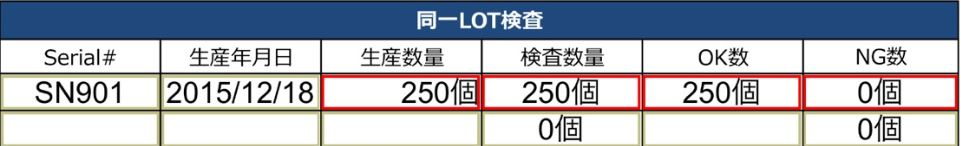 同一LOT検査
Serial# 生産年月日 生産数量 検査数量 OK数 NG数
SN901 2015/12/18 250個 250個 250個 0個
0個 0個